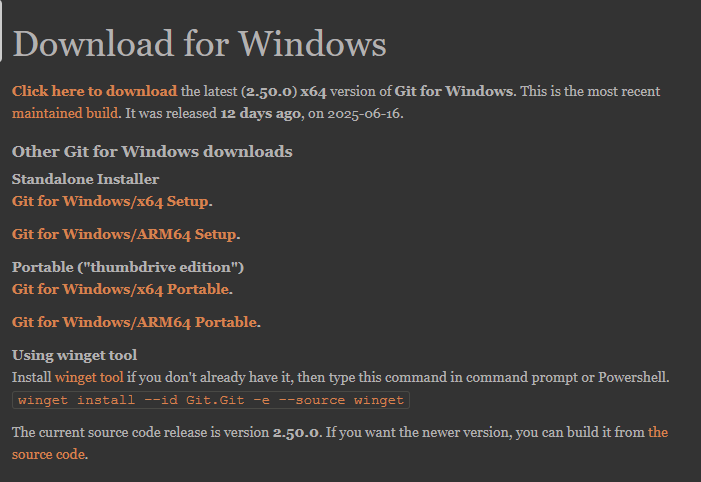 Download for Windows
Click here to download the latest (2.50.0) x64 version of Git for Windows. This is the most recent
maintained build. It was released 12 days ago, on 2025-06-16.
Other Git for Windows downloads
Standalone Installer
Git for Windows/x64 Setup.
Git for Windows/ARM64 Setup.
Portable ("thumbdrive edition")
Git for Windows/x64 Portable.
Git for Windows/ARM64 Portable.
Using winget tool
Install winget tool if you don't already have it, then type this command in command prompt or Powershell.
winget install --id Git.Git -e --source winget
The current source code release is version 2.50.0. If you want the newer version, you can build it from the
source code.